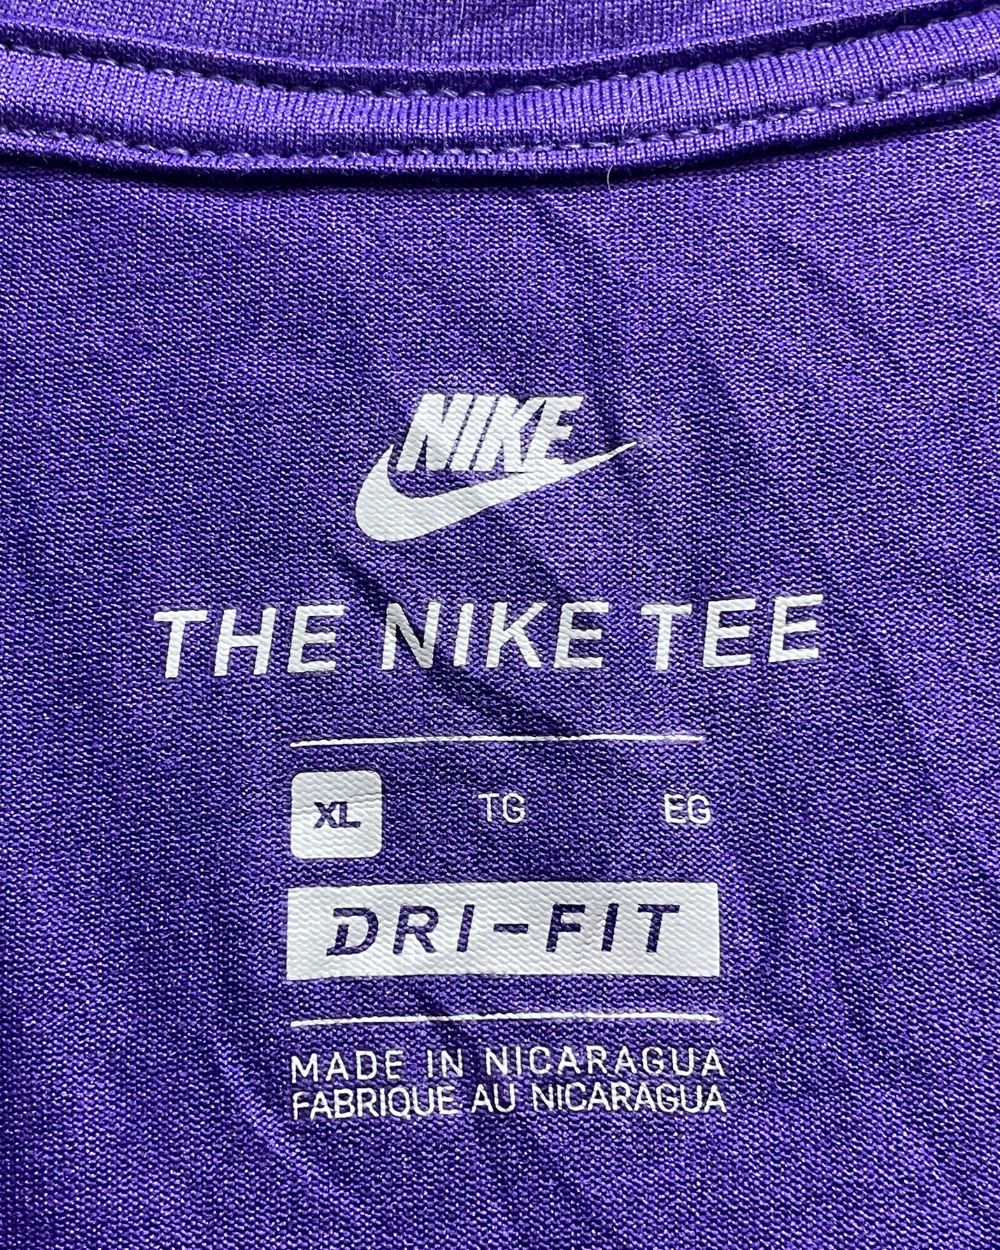 NIKE
THE NIKE TEE
XL TG EG
DRI-FIT
MADE IN NICARAGUA
FABRIQUE AU NICARAGUA